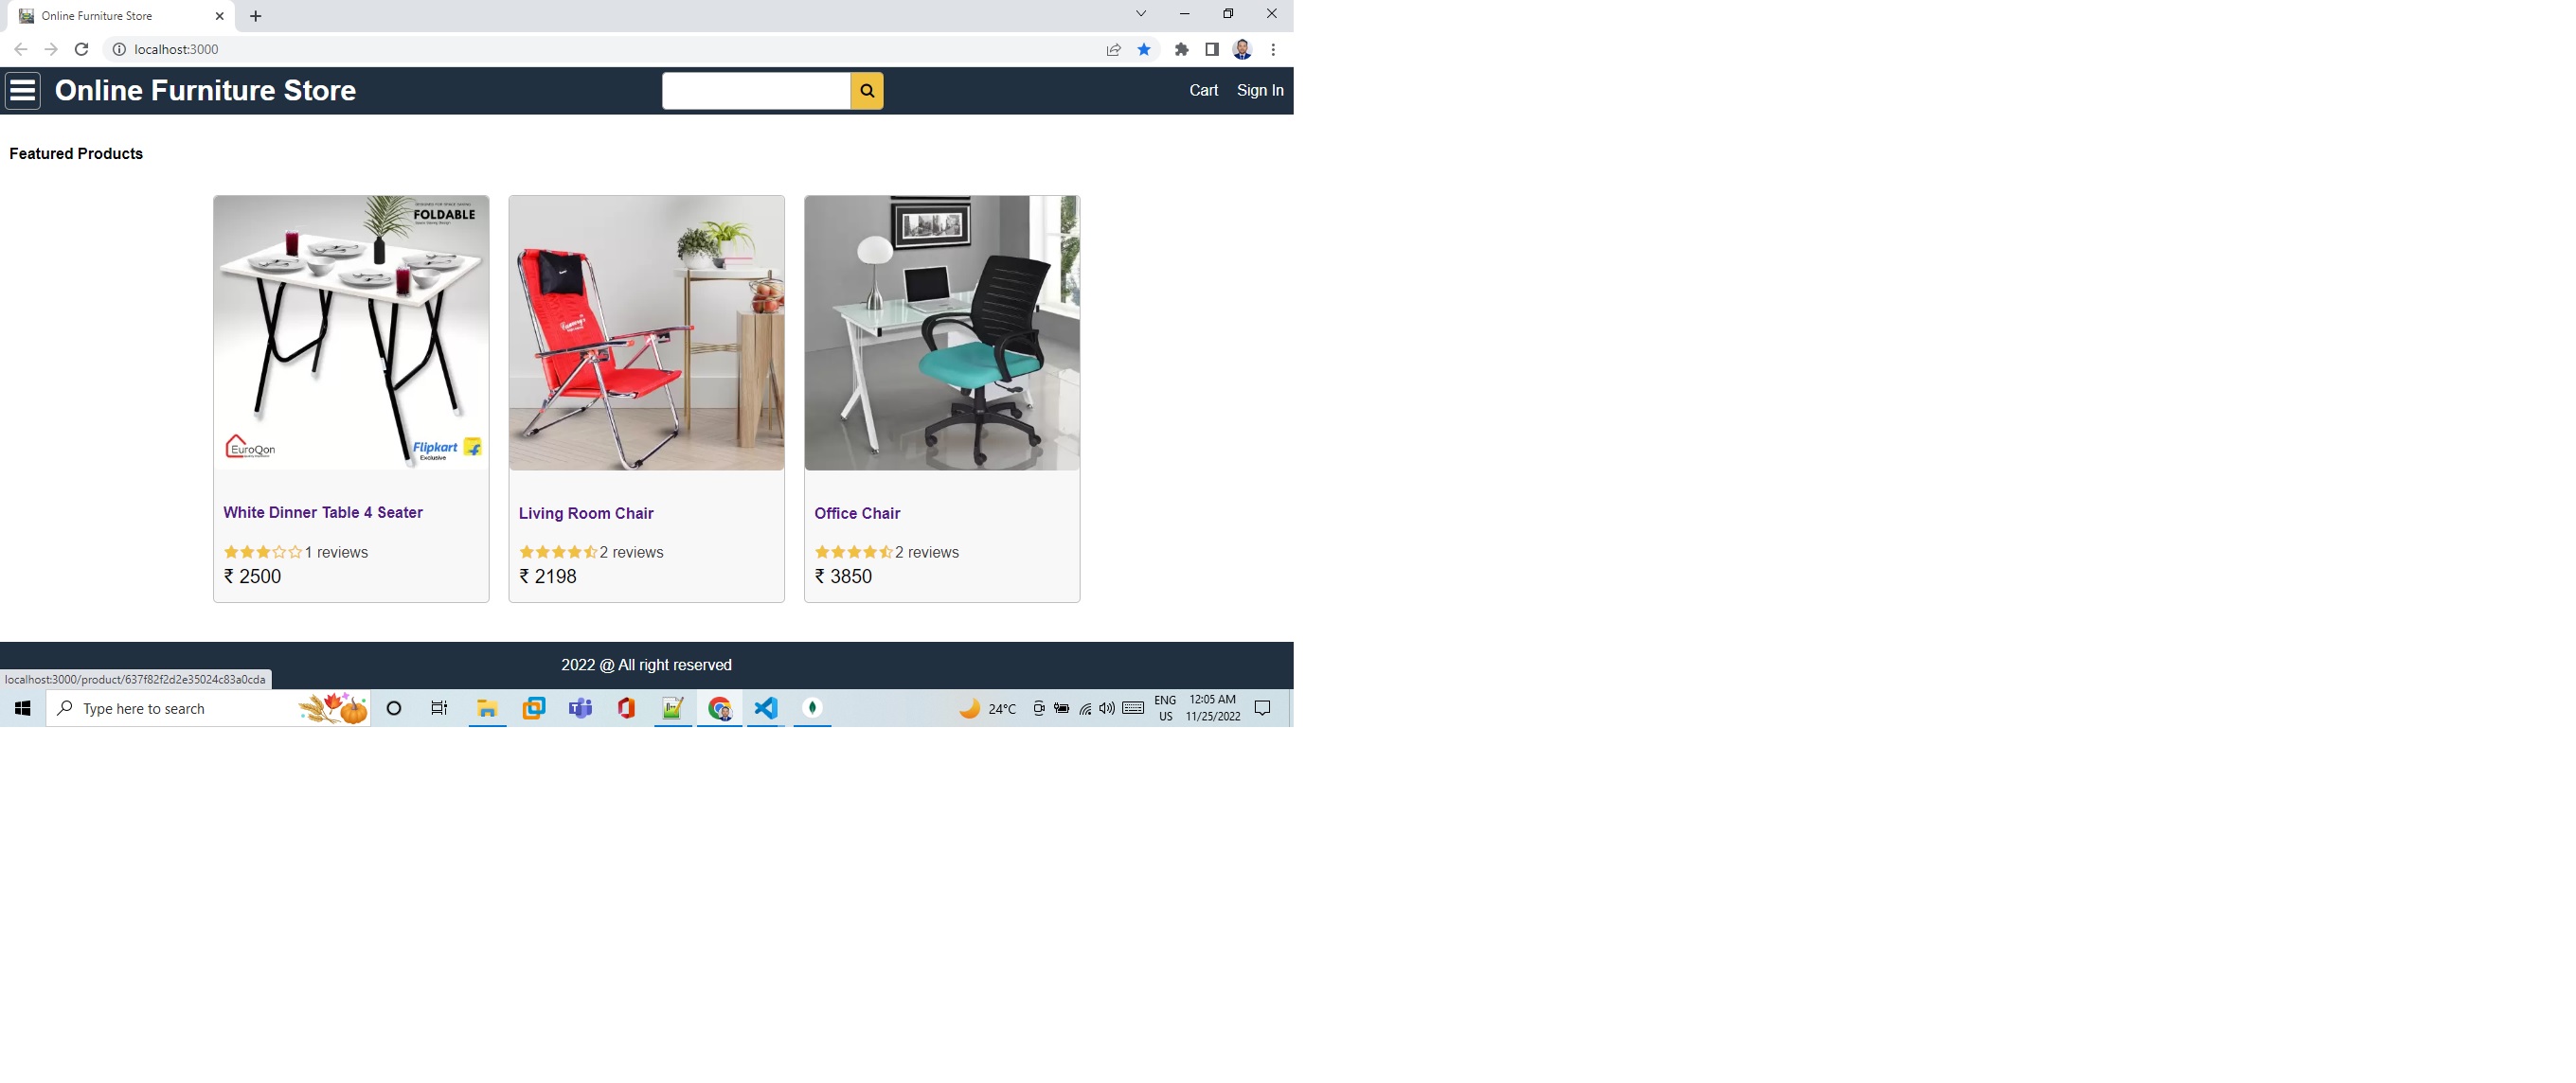 Online Furniture Store
localhost:3000
Online Furniture Store
Cart
Sign In
Featured Products
FOLDABLE
EuroQon
Flipkart
Exclusive
White Dinner Table 4 Seater
1 reviews
₹ 2500
Living Room Chair
2 reviews
₹ 2198
Office Chair
2 reviews
₹ 3850
2022 @ All right reserved
localhost:3000/product/637f82f2d2e35024c83a0cda
Type here to search
24°C
ENG
US
12:05 AM
11/25/2022